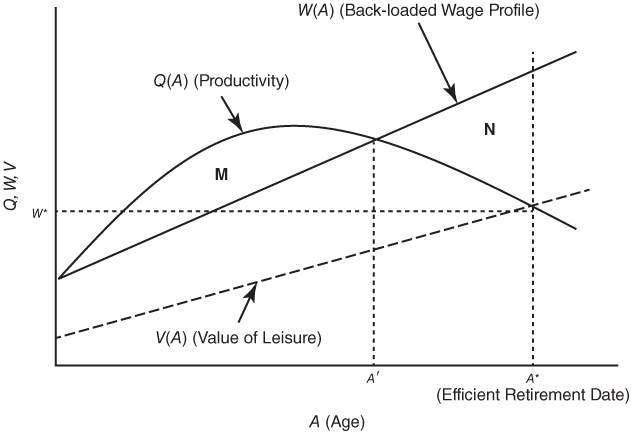 W(A) (Back-loaded Wage Profile)
Q(A) (Productivity)
N
M
Q, W, V
W*
V(A) (Value of Leisure)
A′
A*
(Efficient Retirement Date)
A (Age)